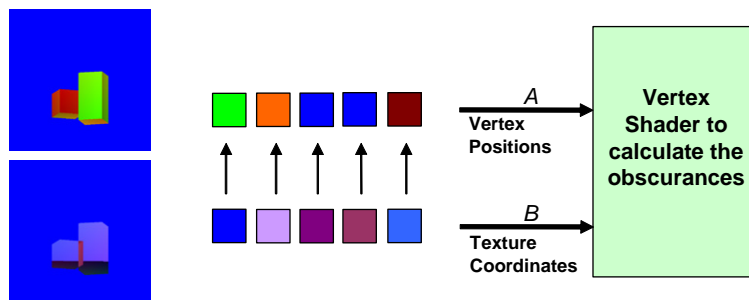 A
Vertex
Positions
B
Texture
Coordinates
Vertex
Shader to
calculate the
obscurances